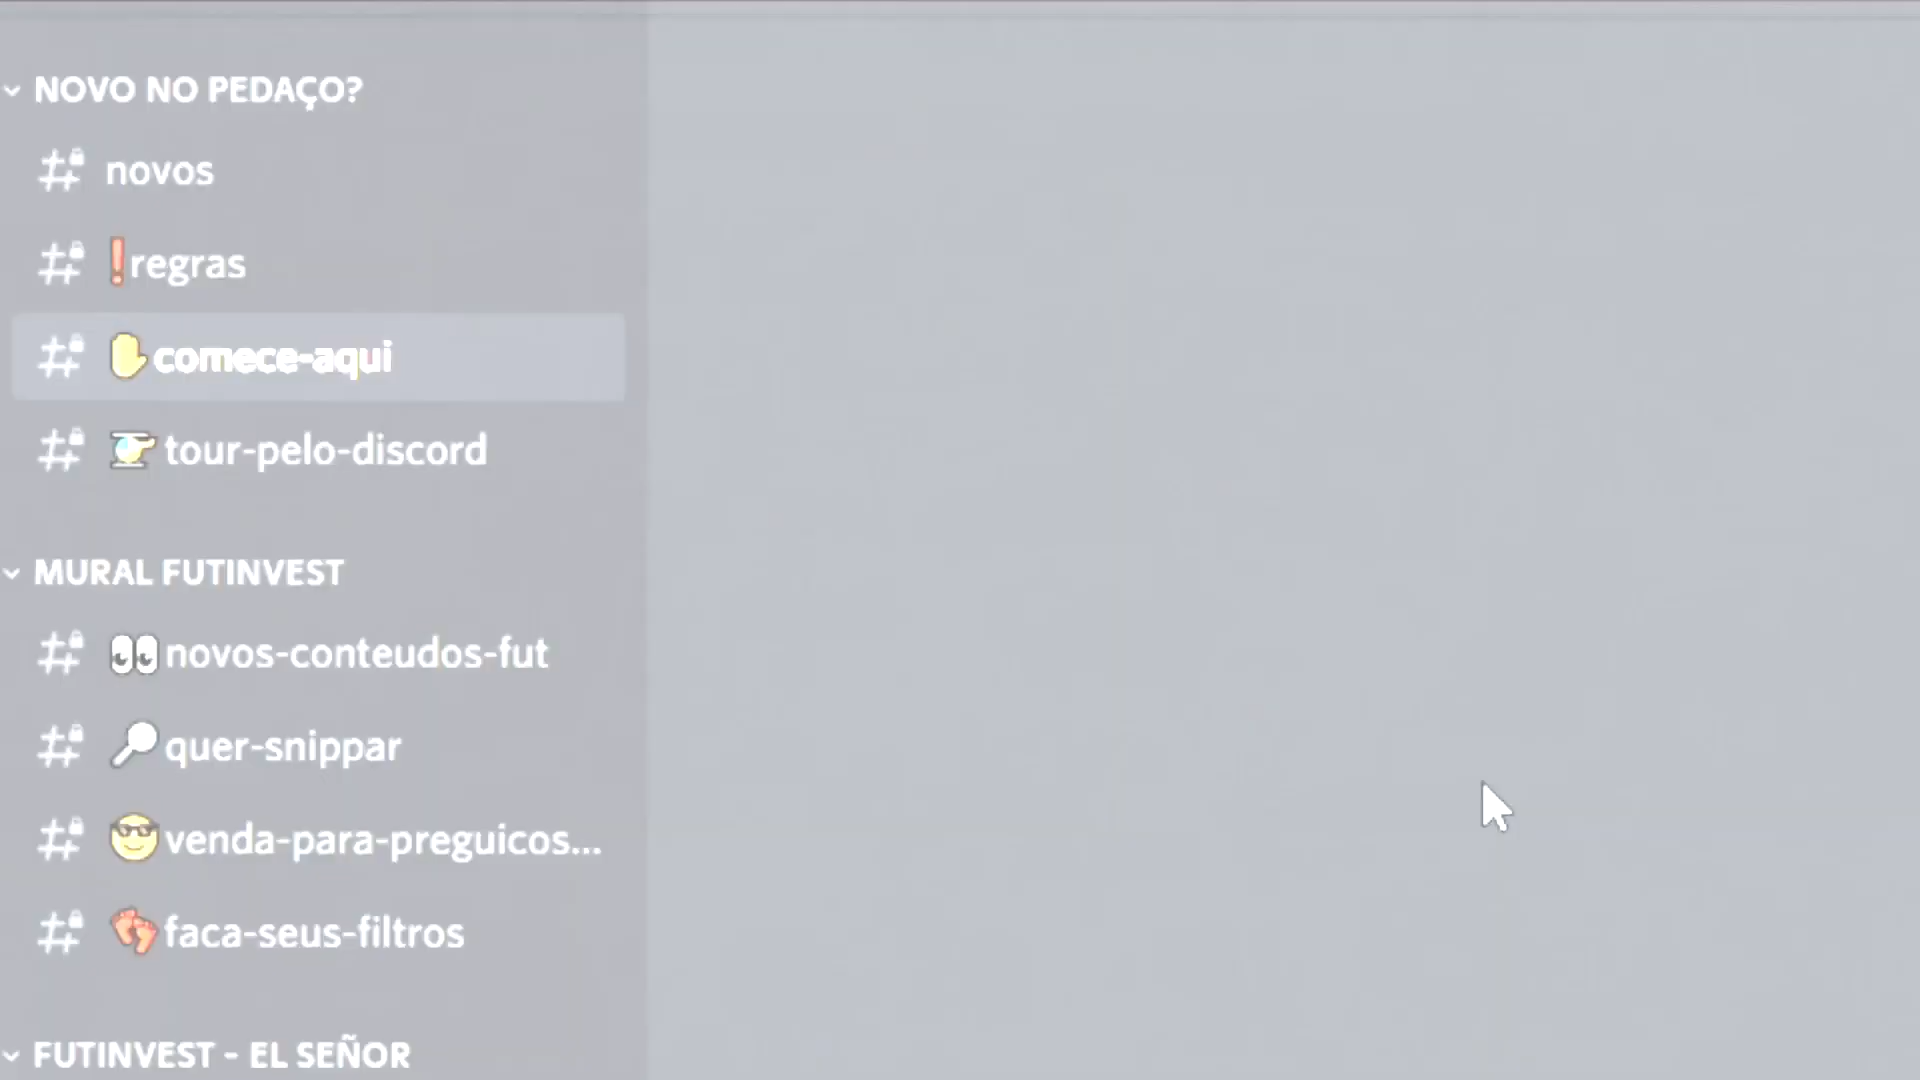 NOVO NO PEDAÇO?
novos
❗regras
✋comece-aqui
tour-pelo-discord
MURAL FUTINVEST
👀novos-conteudos-fut
🔎quer-snippar
😎venda-para-preguicos...
👣faca-seus-filtros
FUTINVEST - EL SEÑOR